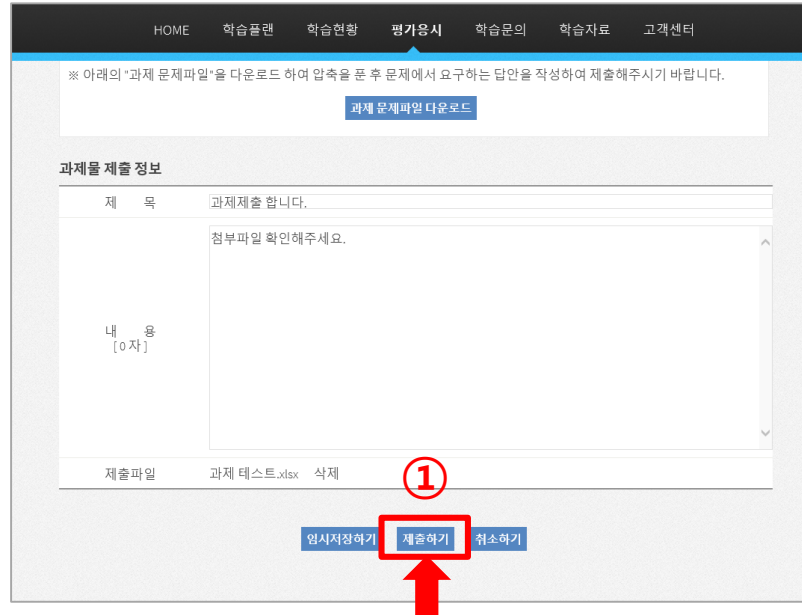 HOME 학습플랜 학습현황 평가응시 학습문의 학습자료 고객센터
※ 아래의 "과제 문제파일"을 다운로드 하여 압축을 푼 후 문제에서 요구하는 답안을 작성하여 제출해주시기 바랍니다.
과제 문제파일 다운로드
과제물 제출 정보
제 목 과제제출 합니다.
첨부파일 확인해주세요.
내 용
[ 0 자 ]
제출파일 과제 테스트.xlsx 삭제
①
임시저장하기 제출하기 취소하기